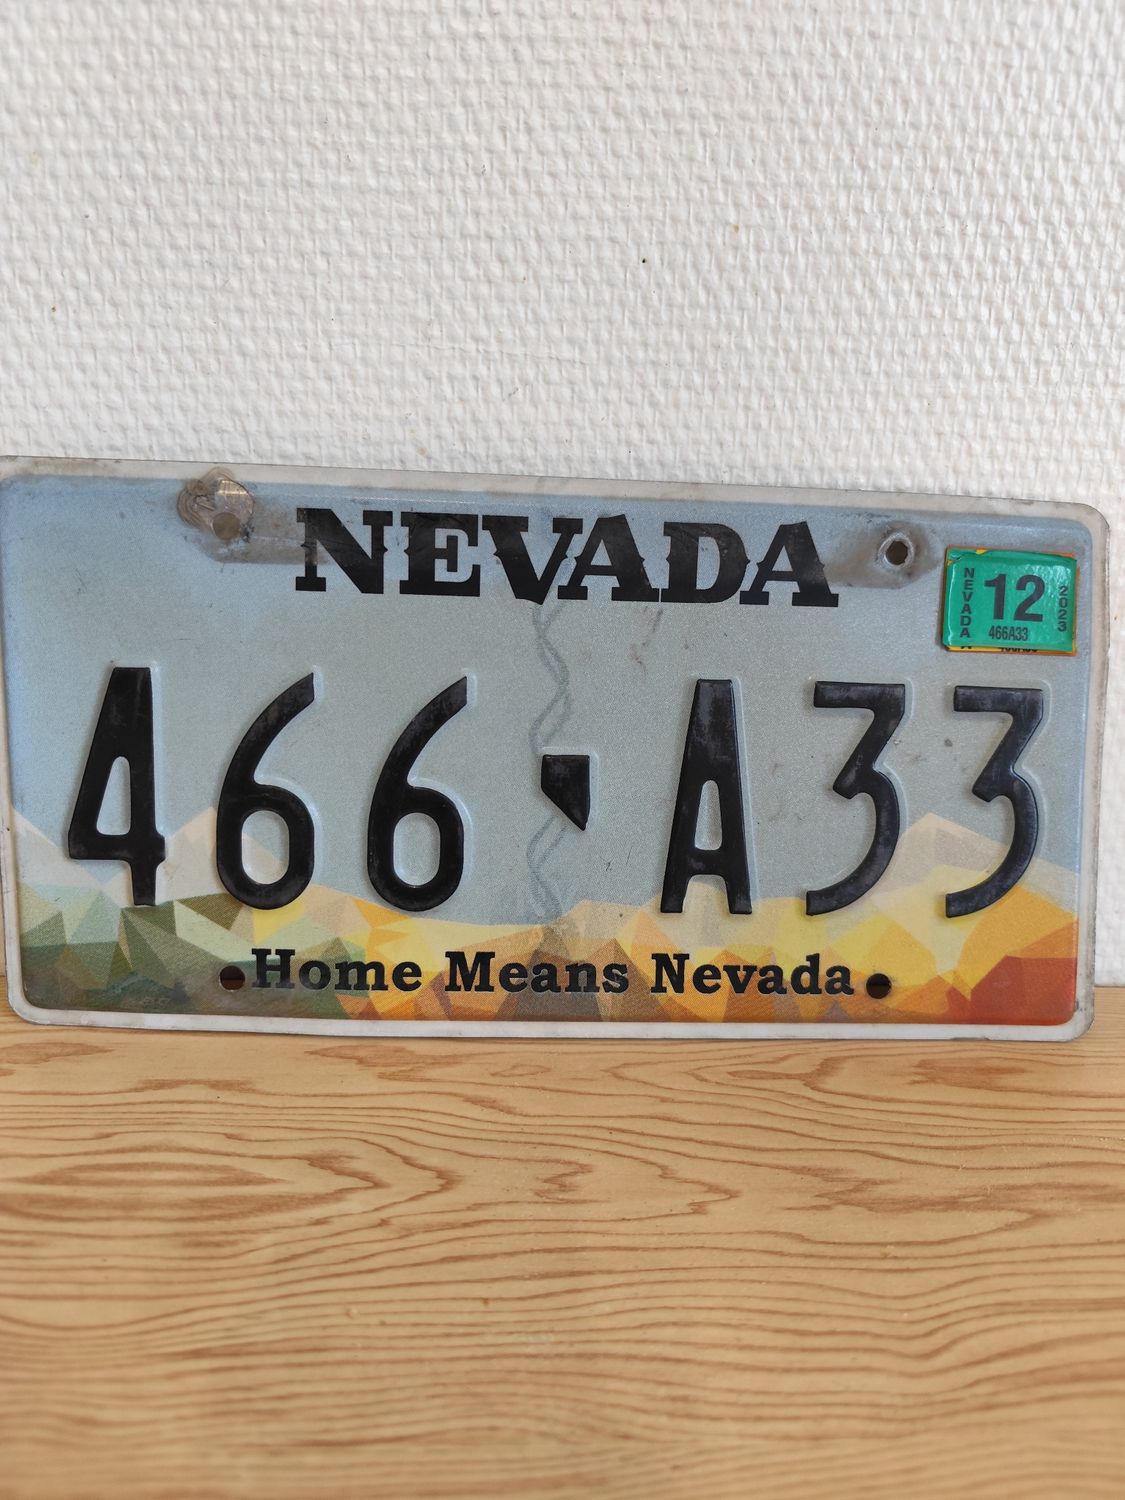 NEVADA
NEVADA 12 2023
466A33
466 A33
Home Means Nevada